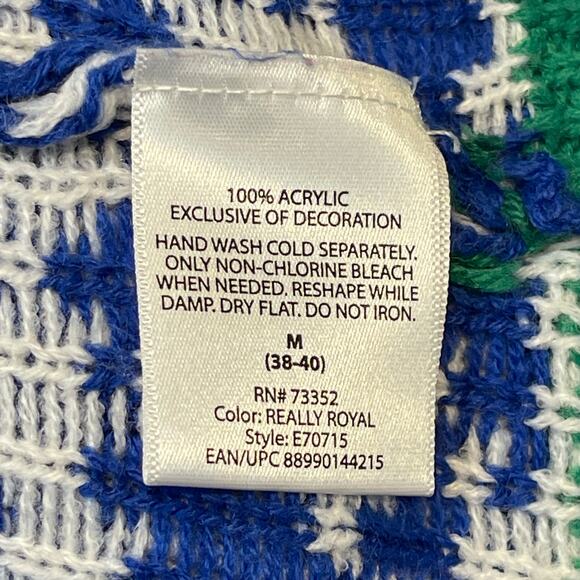 100% ACRYLIC
EXCLUSIVE OF DECORATION
HAND WASH COLD SEPARATELY.
ONLY NON-CHLORINE BLEACH
WHEN NEEDED. RESHAPE WHILE
DAMP. DRY FLAT. DO NOT IRON.
M
(38-40)
RN# 73352
Color: REALLY ROYAL
Style: E70715
EAN/UPC 88990144215